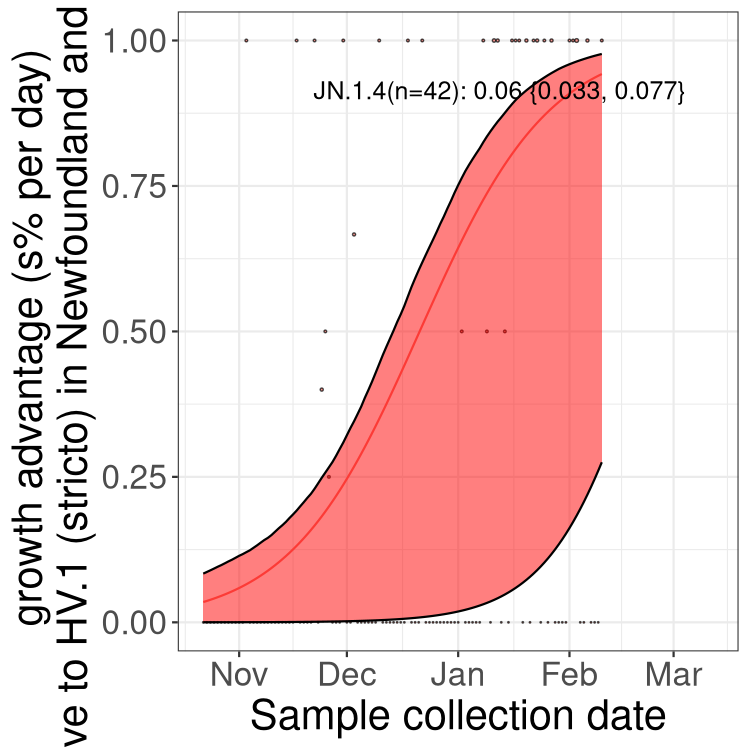 growth advantage (s% per day)
ve to HV.1 (stricto) in Newfoundland and
1.00
0.75
0.50
0.25
0.00
JN.1.4(n=42): 0.06 {0.033, 0.077}
Nov Dec Jan Feb Mar
Sample collection date